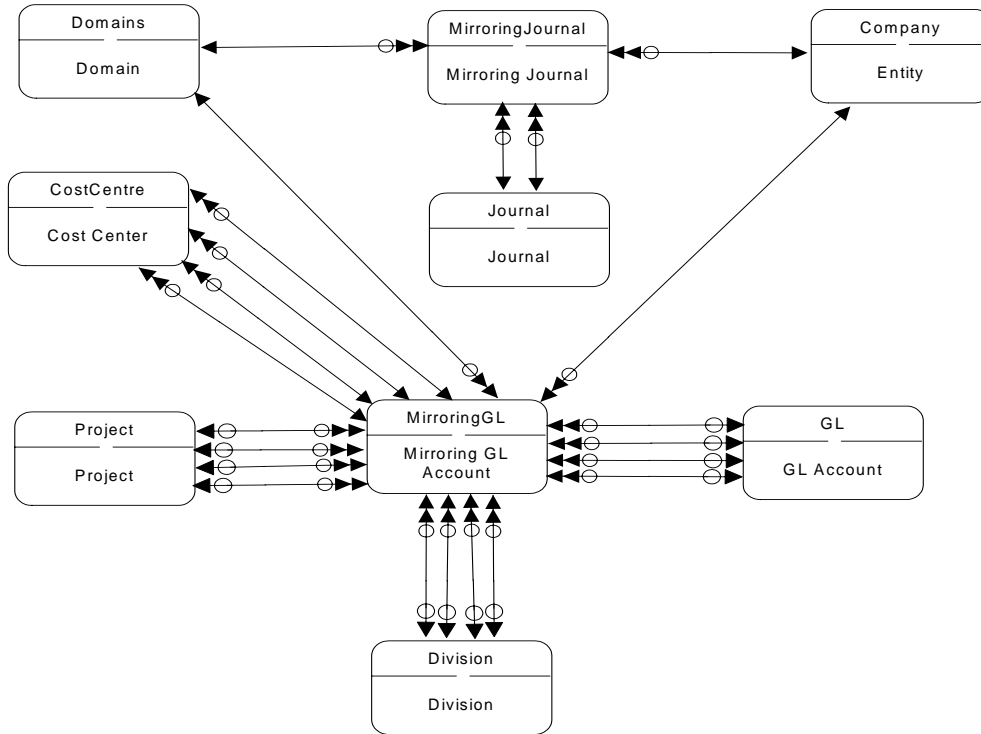 Domains
Domain
MirroringJournal
Mirroring Journal
Company
Entity
CostCentre
Cost Center
Journal
Journal
Project
Project
MirroringGL
Mirroring GL
Account
GL
GL Account
Division
Division